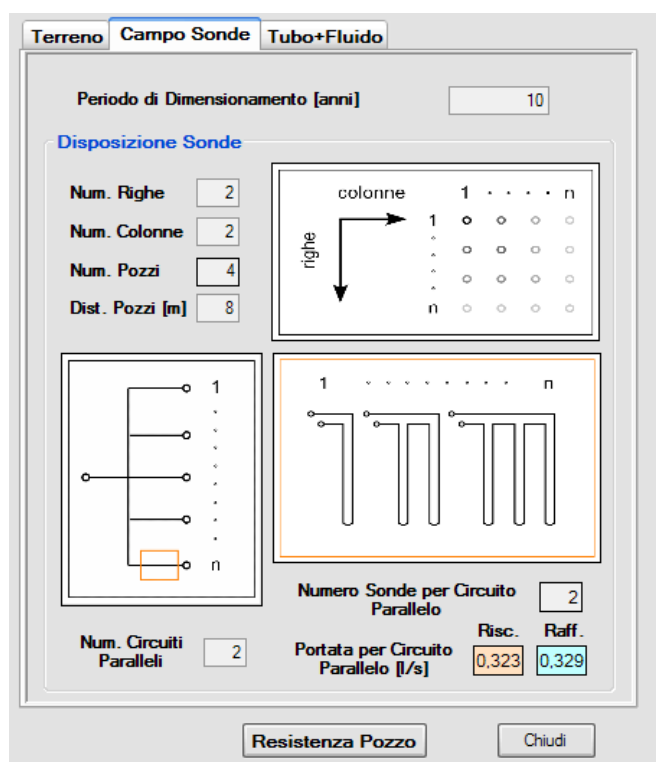 Terreno Campo Sonde Tubo+Fluido
Periodo di Dimensionamento [anni] 10
Disposizione Sonde
Num. Righe 2
Num. Colonne 2
Num. Pozzi 4
Dist. Pozzi [m] 8
colonne 1 · · · · n
righe
1
n
1
n
1 · · · · · · · · n
Numero Sonde per Circuito
Parallelo 2
Num. Circuiti
Paralleli 2
Risc. Raff.
Portata per Circuito
Parallelo [l/s] 0,323 0,329
Resistenza Pozzo Chiudi